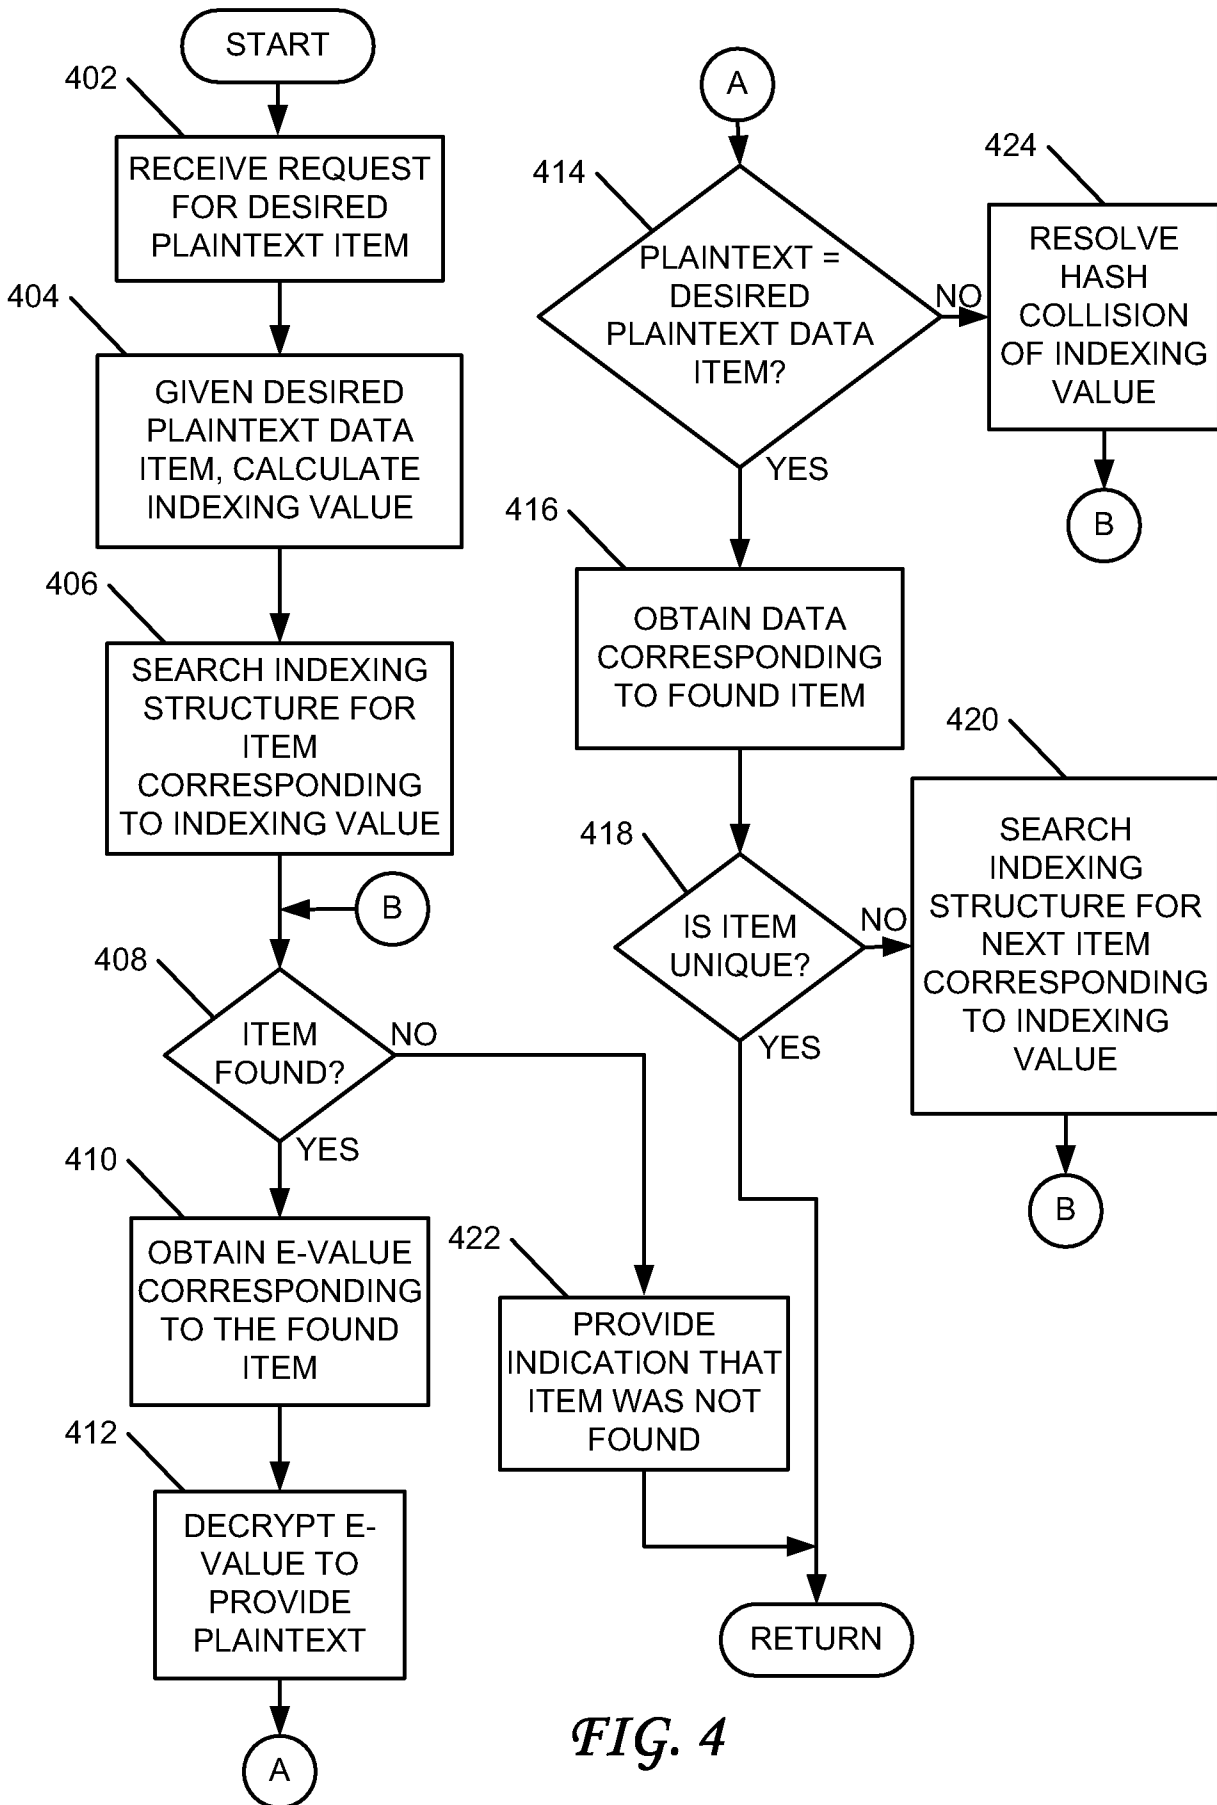 START
402
RECEIVE REQUEST
FOR DESIRED
PLAINTEXT ITEM
404
GIVEN DESIRED
PLAINTEXT DATA
ITEM, CALCULATE
INDEXING VALUE
406
SEARCH INDEXING
STRUCTURE FOR
ITEM
CORRESPONDING
TO INDEXING VALUE
B
408
ITEM
FOUND?
NO
YES
410
OBTAIN E-VALUE
CORRESPONDING
TO THE FOUND
ITEM
412
DECRYPT E-
VALUE TO
PROVIDE
PLAINTEXT
A
A
414
PLAINTEXT =
DESIRED
PLAINTEXT DATA
ITEM?
NO
YES
424
RESOLVE
HASH
COLLISION
OF INDEXING
VALUE
B
416
OBTAIN DATA
CORRESPONDING
TO FOUND ITEM
418
IS ITEM
UNIQUE?
NO
YES
420
SEARCH
INDEXING
STRUCTURE FOR
NEXT ITEM
CORRESPONDING
TO INDEXING
VALUE
B
422
PROVIDE
INDICATION THAT
ITEM WAS NOT
FOUND
RETURN
FIG. 4